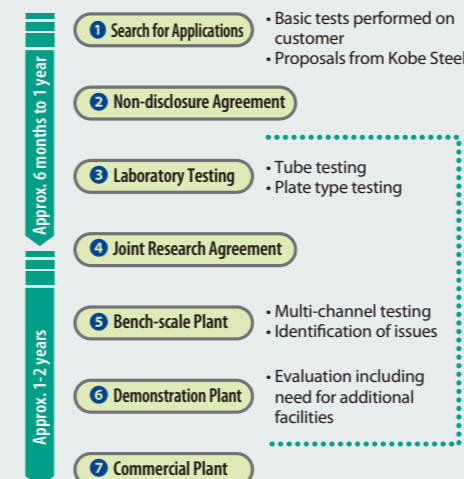 1 Search for Applications
• Basic tests performed on
customer
• Proposals from Kobe Steel
2 Non-disclosure Agreement
Approx. 6 months to 1 year
3 Laboratory Testing
• Tube testing
• Plate type testing
4 Joint Research Agreement
5 Bench-scale Plant
• Multi-channel testing
• Identification of issues
Approx. 1-2 years
6 Demonstration Plant
• Evaluation including
need for additional
facilities
7 Commercial Plant